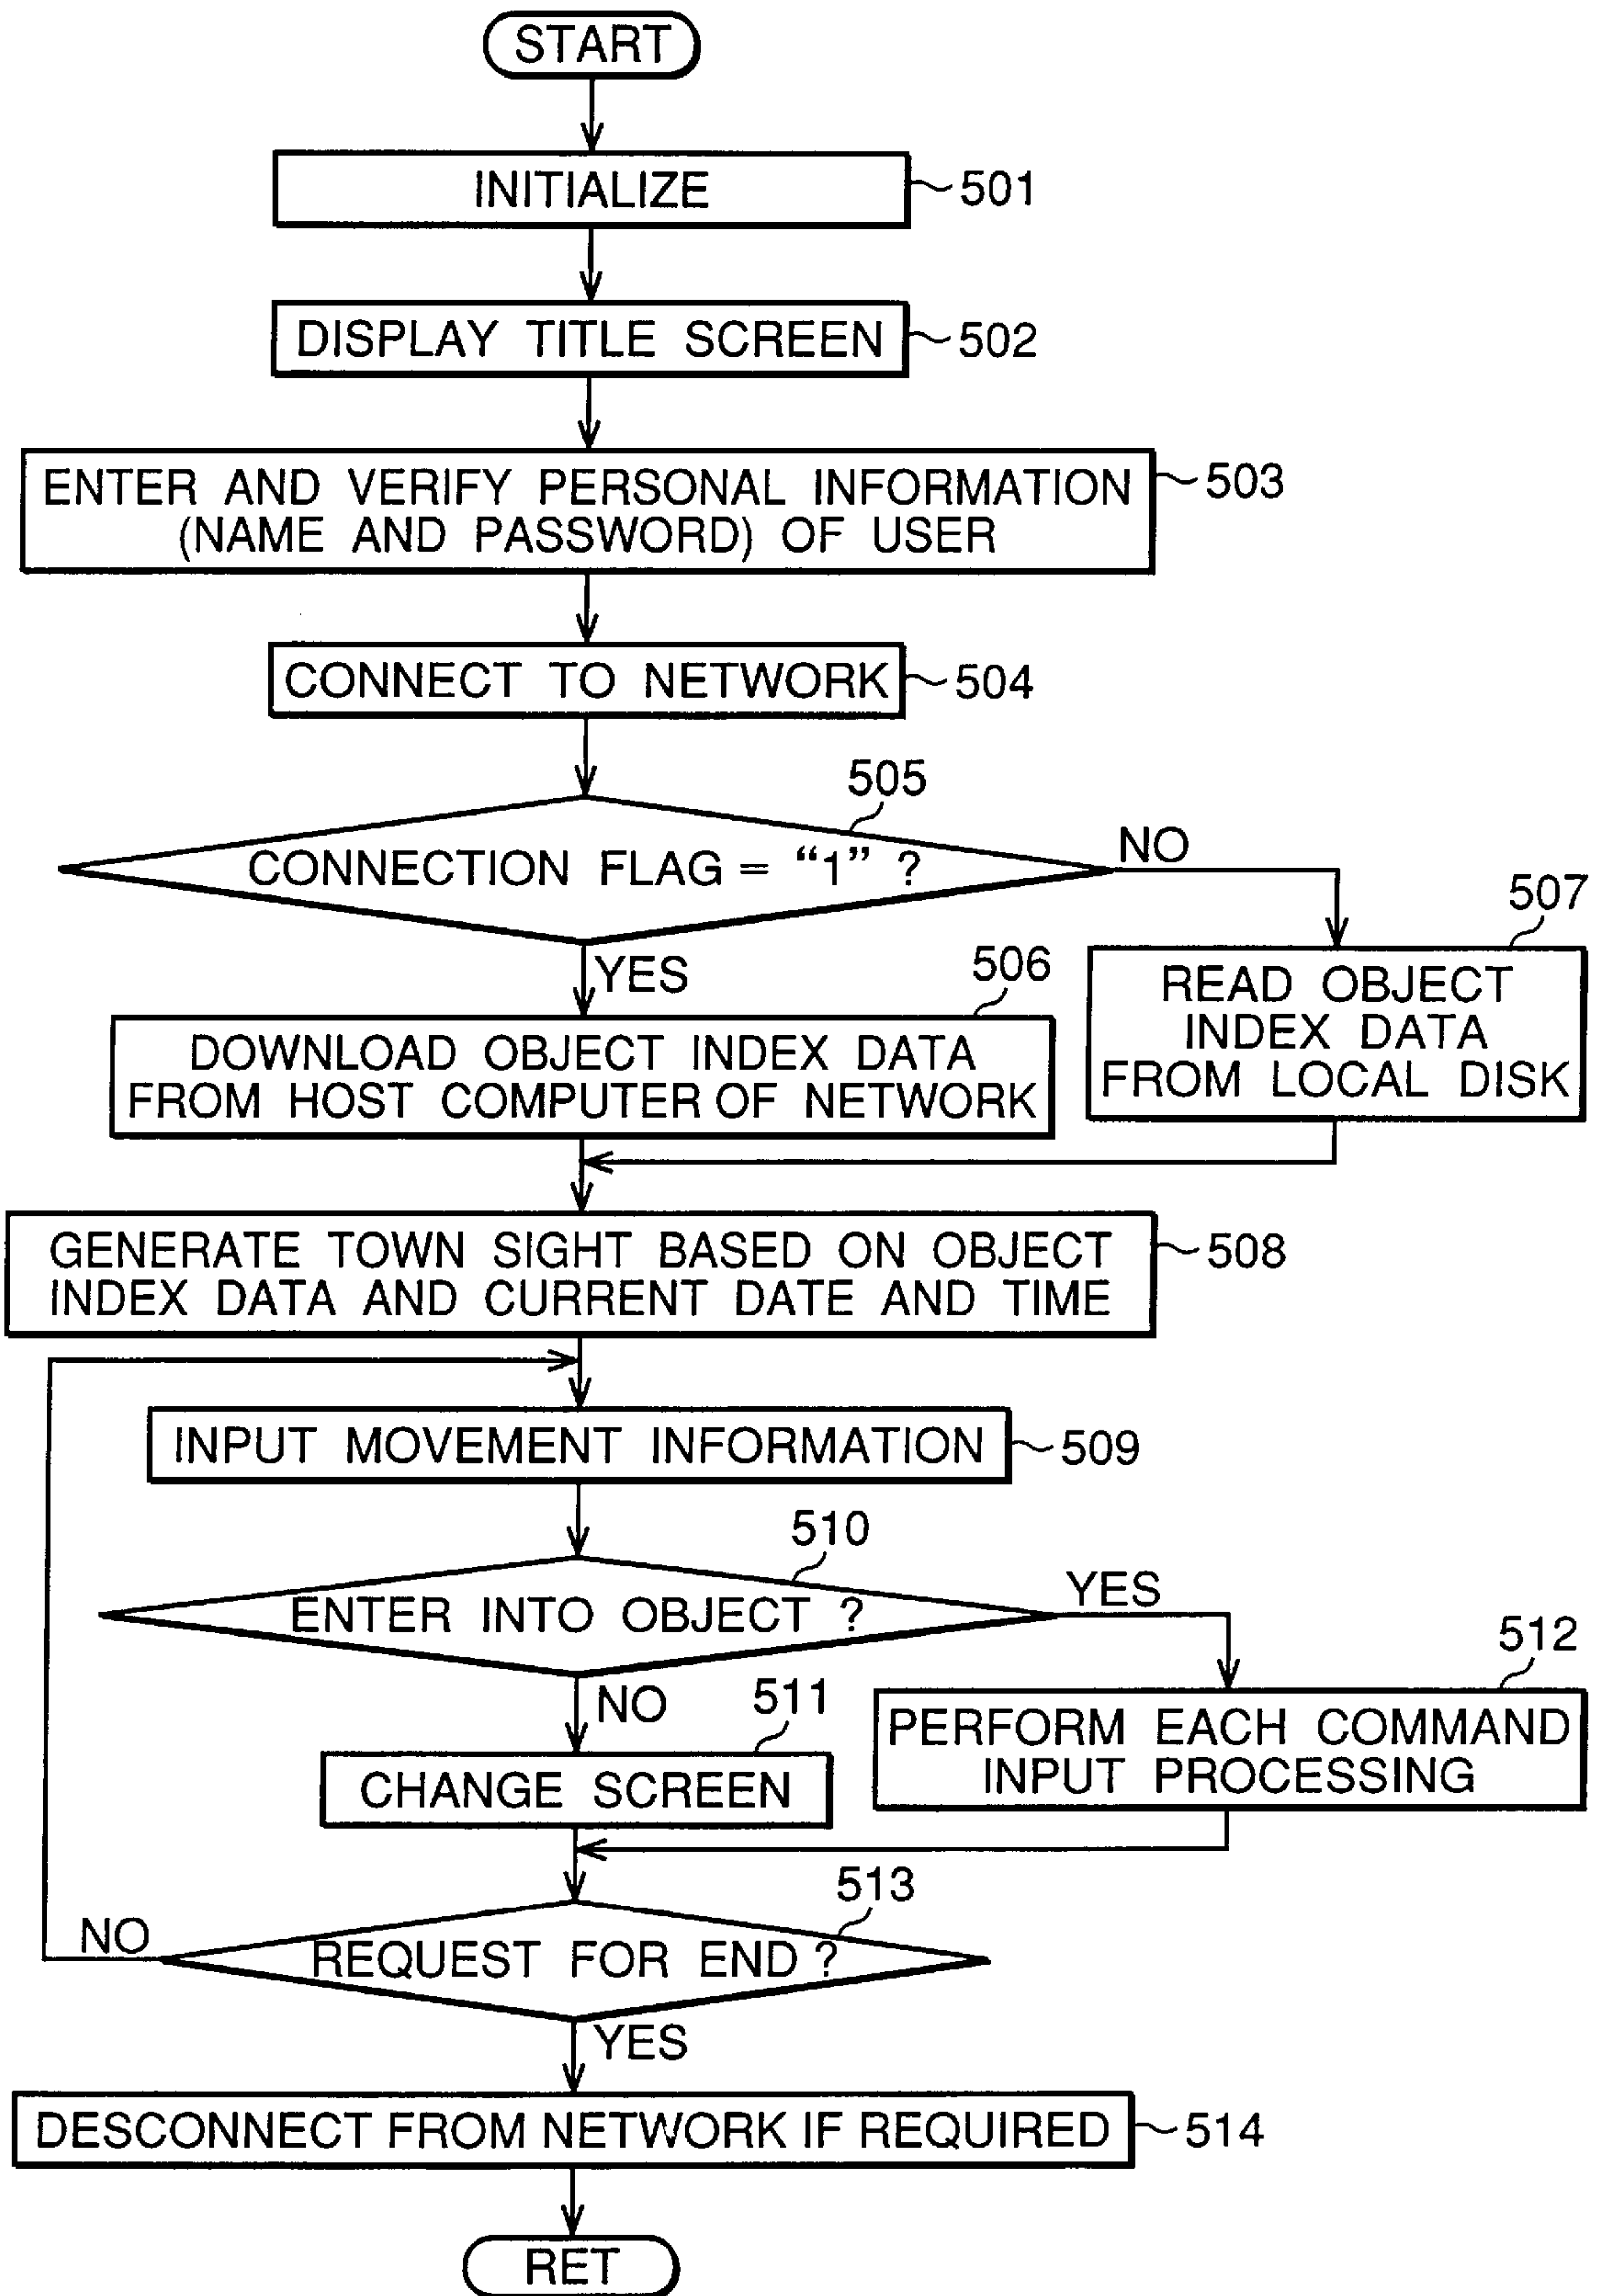 START
INITIALIZE
501
DISPLAY TITLE SCREEN
502
ENTER AND VERIFY PERSONAL INFORMATION
(NAME AND PASSWORD) OF USER
503
CONNECT TO NETWORK
504
505
CONNECTION FLAG = “1” ?
NO
YES
506
DOWNLOAD OBJECT INDEX DATA
FROM HOST COMPUTER OF NETWORK
507
READ OBJECT
INDEX DATA
FROM LOCAL DISK
GENERATE TOWN SIGHT BASED ON OBJECT
INDEX DATA AND CURRENT DATE AND TIME
508
INPUT MOVEMENT INFORMATION
509
510
ENTER INTO OBJECT ?
YES
NO
511
CHANGE SCREEN
512
PERFORM EACH COMMAND
INPUT PROCESSING
513
REQUEST FOR END ?
NO
YES
DESCONNECT FROM NETWORK IF REQUIRED
514
RET